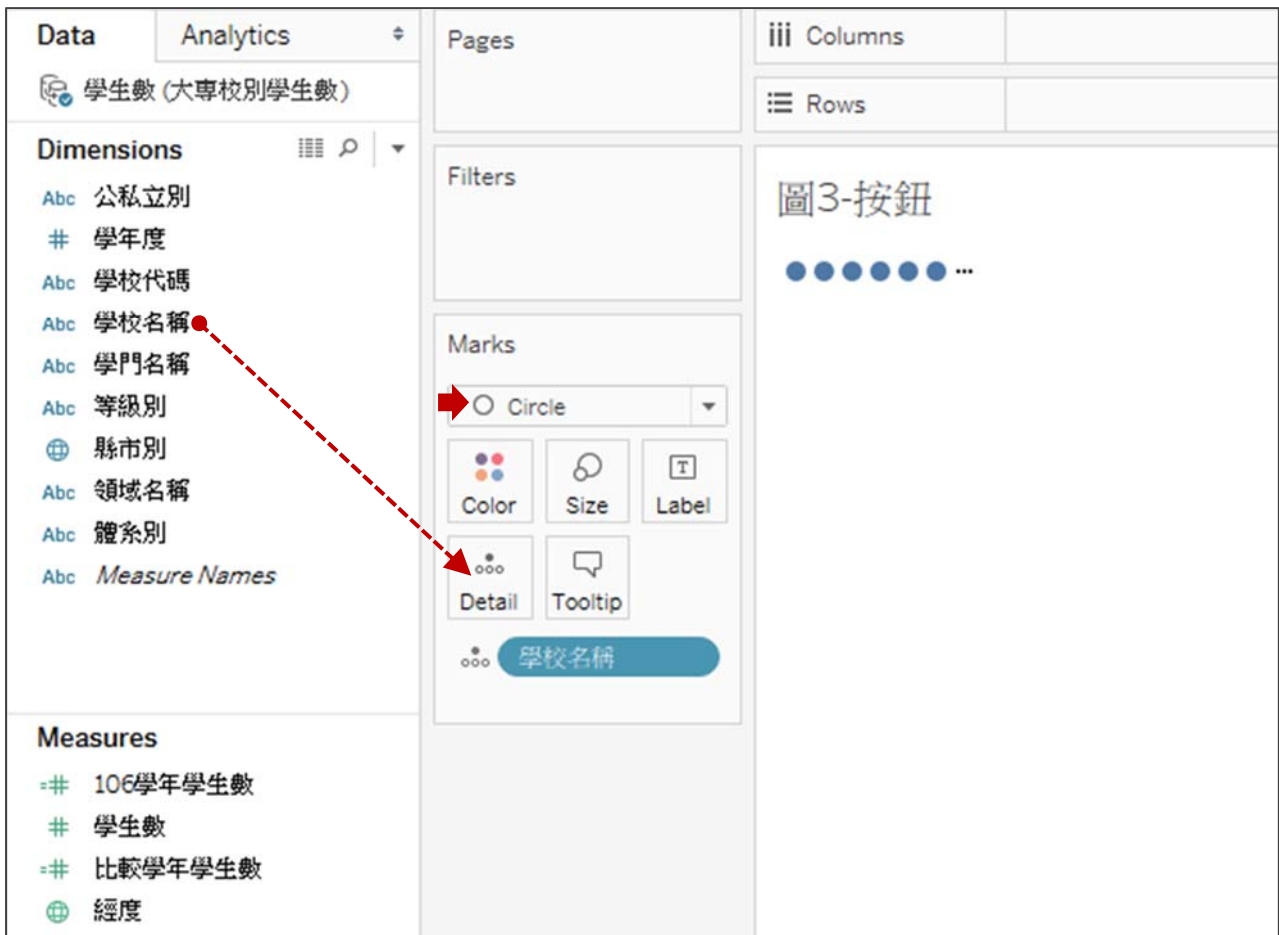 Data
Analytics
學生數 (大專校別學生數)
Dimensions
Abc 公私立別
# 學年度
Abc 學校代碼
Abc 學校名稱
Abc 學門名稱
Abc 等級別
縣市別
Abc 領域名稱
Abc 體系別
Abc Measure Names
Measures
=# 106學年學生數
# 學生數
=# 比較學年學生數
經度
Pages
Filters
Marks
Circle
Color
Size
T
Label
Detail
Tooltip
學校名稱
iii Columns
Rows
圖3-按鈕
...